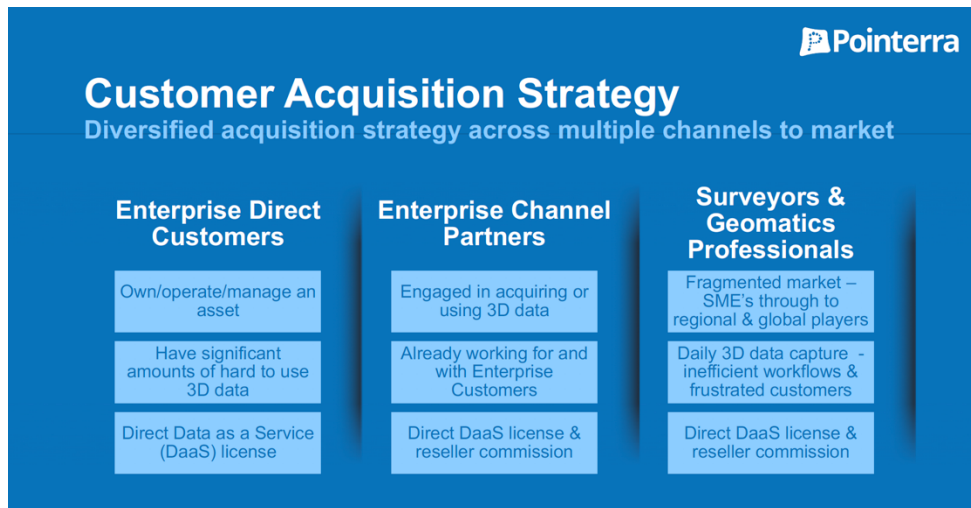 Pointerra
Customer Acquisition Strategy
Diversified acquisition strategy across multiple channels to market
Enterprise Direct
Customers
Own/operate/manage an
asset
Have significant
amounts of hard to use
3D data
Direct Data as a Service
(DaaS) license
Enterprise Channel
Partners
Engaged in acquiring or
using 3D data
Already working for and
with Enterprise
Customers
Direct DaaS license &
reseller commission
Surveyors &
Geomatics
Professionals
Fragmented market –
SME's through to
regional & global players
Daily 3D data capture -
inefficient workflows &
frustrated customers
Direct DaaS license &
reseller commission